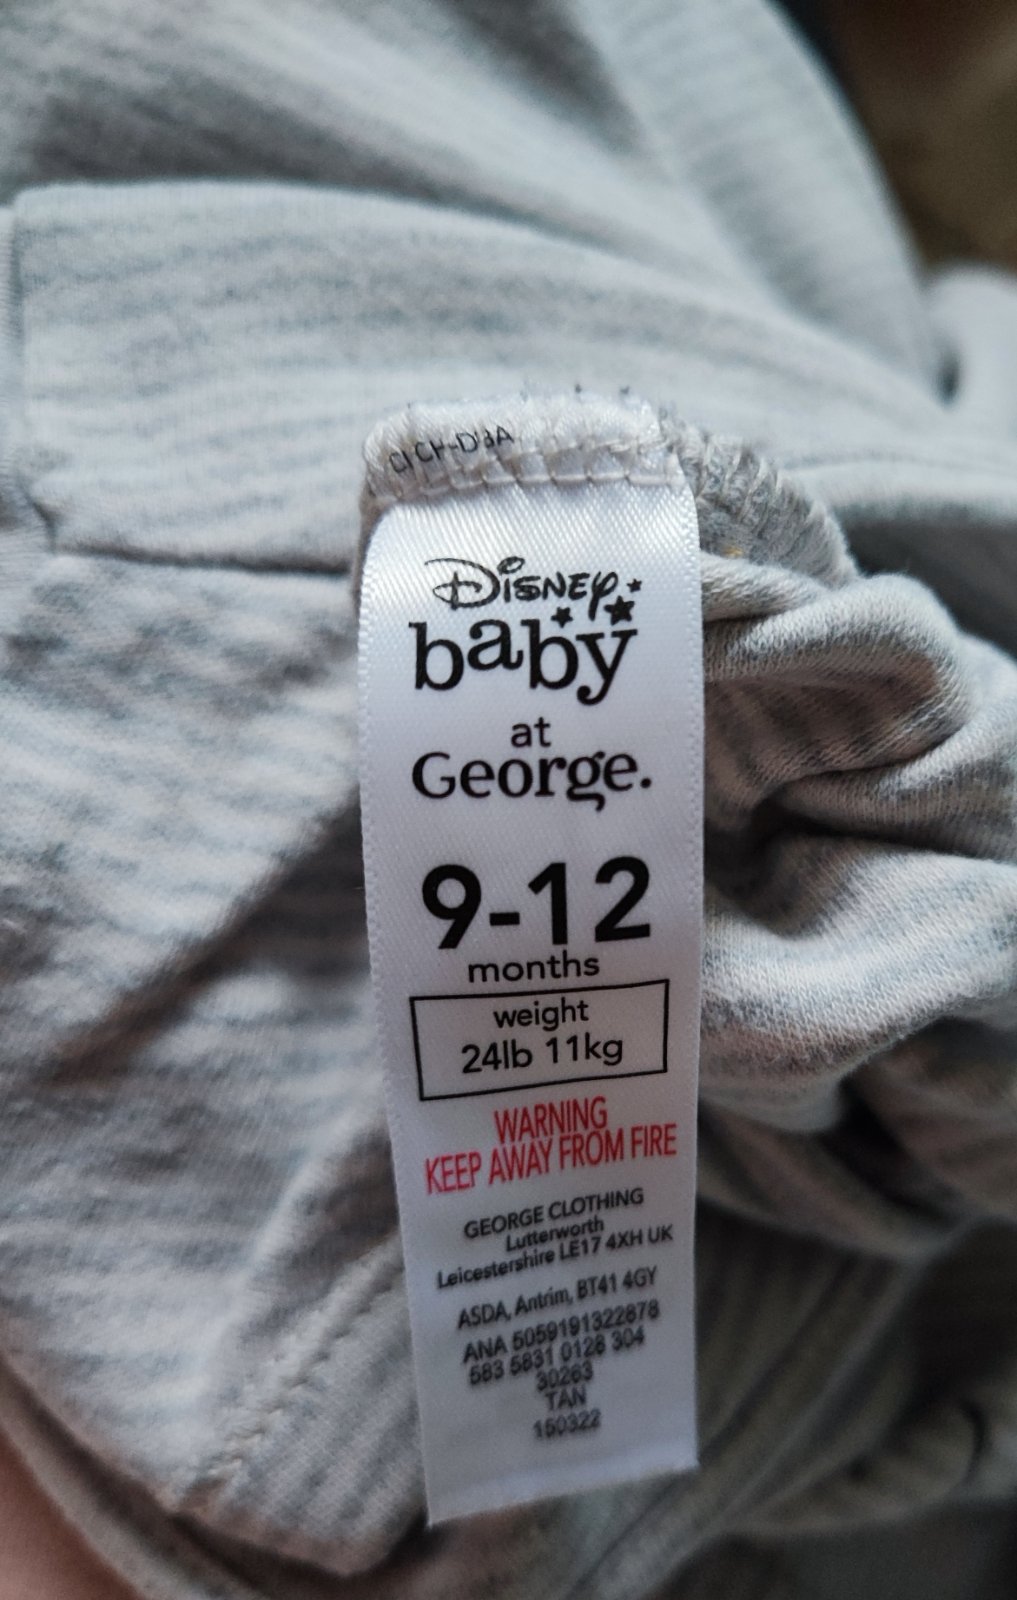 Disney
baby
at
George.
9-12
months
weight
24lb 11kg
WARNING
KEEP AWAY FROM FIRE
GEORGE CLOTHING
Lutterworth
Leicestershire LE17 4XH UK
ASDA, Antrim, BT41 4GY
ANA 5059191322878
583 5831 0128 304
30263
TAN
150322